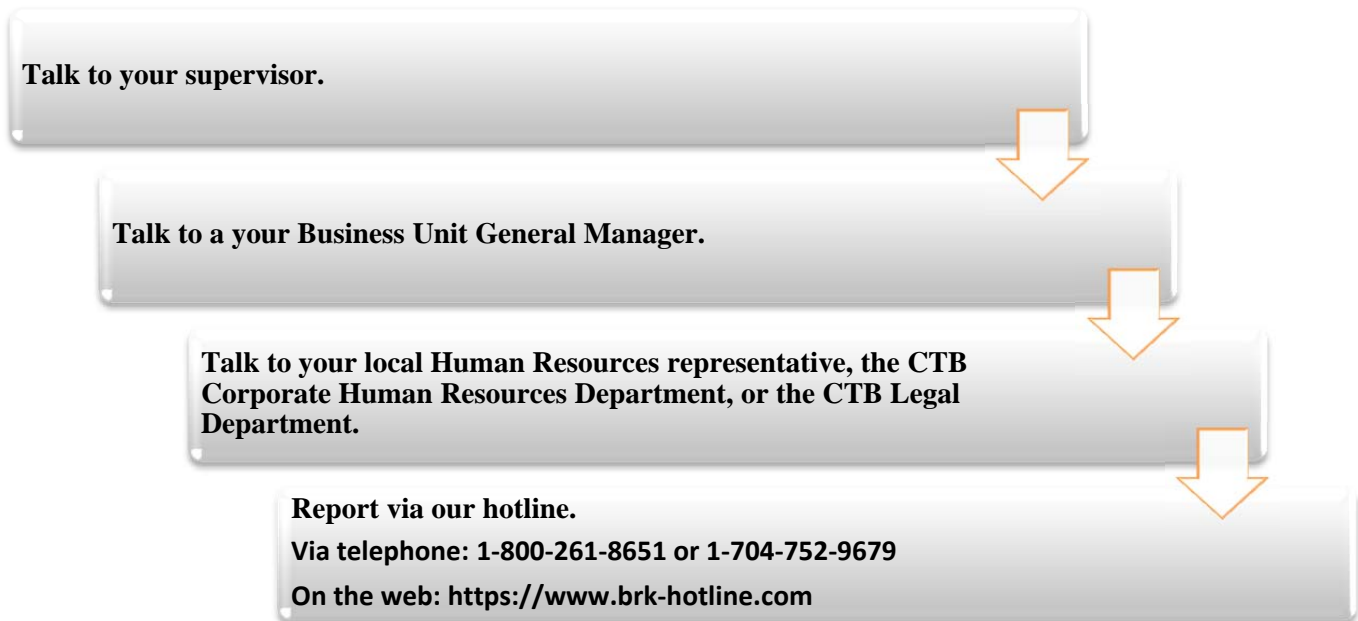 Talk to your supervisor.
Talk to a your Business Unit General Manager.
Talk to your local Human Resources representative, the CTB
Corporate Human Resources Department, or the CTB Legal
Department.
Report via our hotline.
Via telephone: 1-800-261-8651 or 1-704-752-9679
On the web: https://www.brk-hotline.com